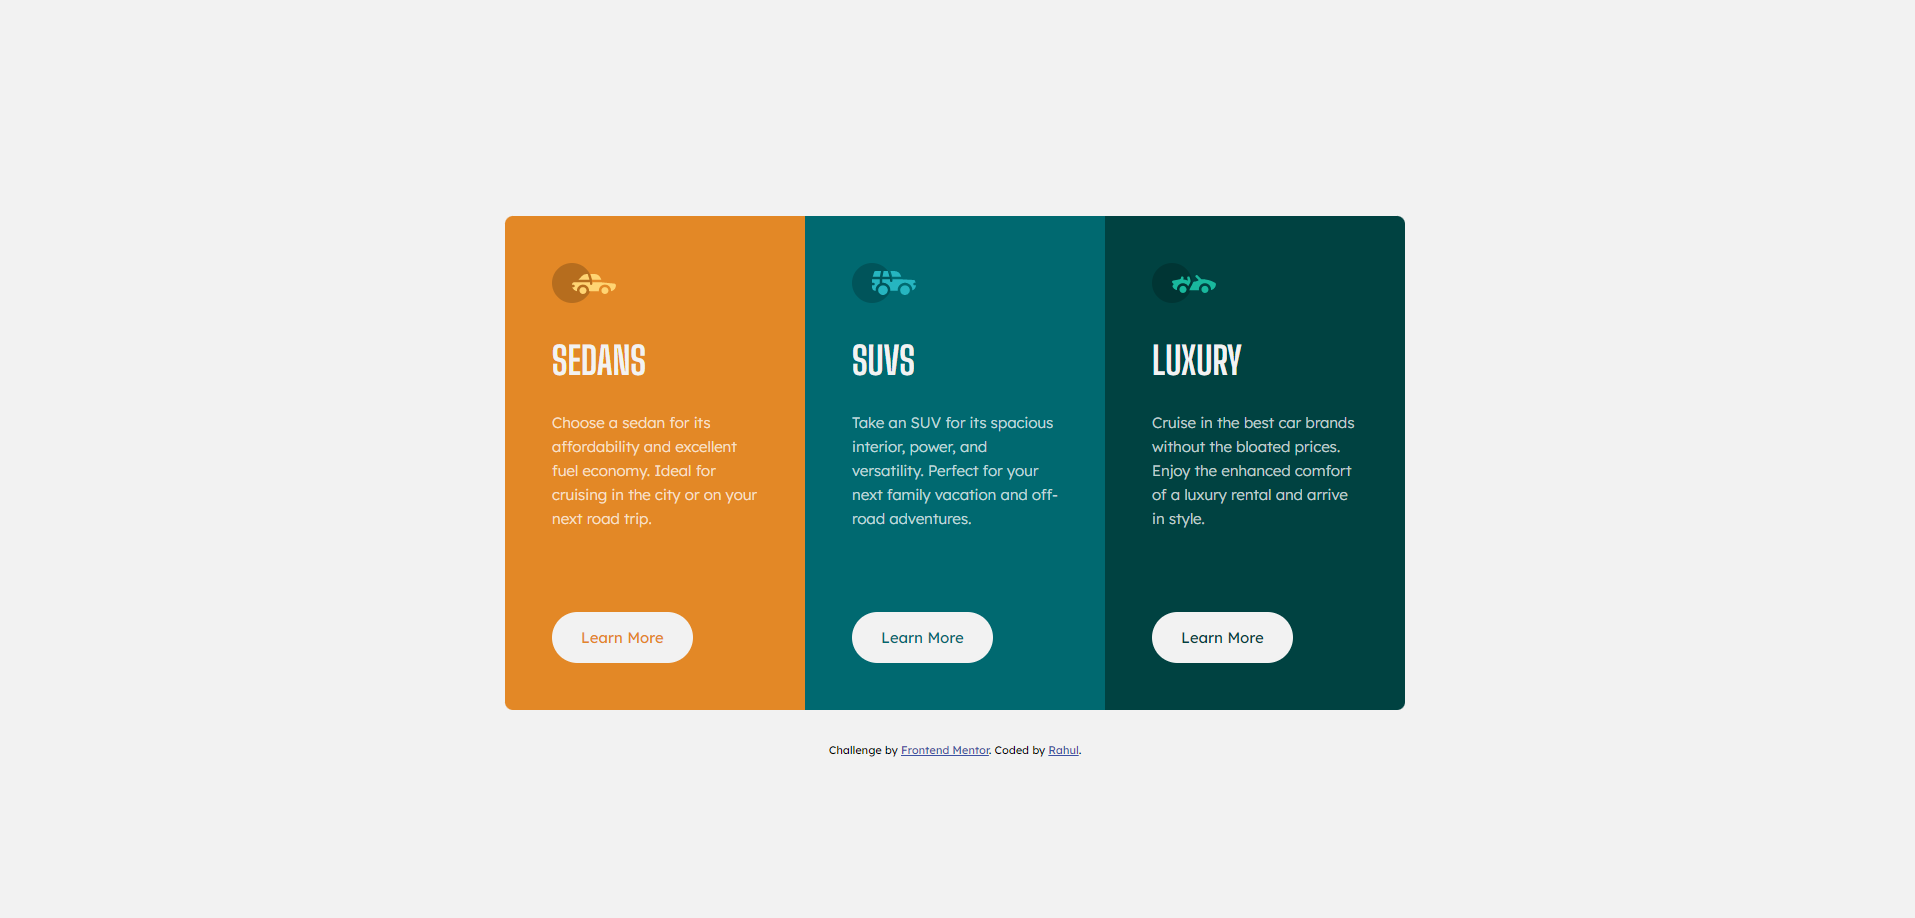 SEDANS
Choose a sedan for its
affordability and excellent
fuel economy. Ideal for
cruising in the city or on your
next road trip.
Learn More
SUVS
Take an SUV for its spacious
interior, power, and
versatility. Perfect for your
next family vacation and off-
road adventures.
Learn More
LUXURY
Cruise in the best car brands
without the bloated prices.
Enjoy the enhanced comfort
of a luxury rental and arrive
in style.
Learn More
Challenge by Frontend Mentor. Coded by Rahul.